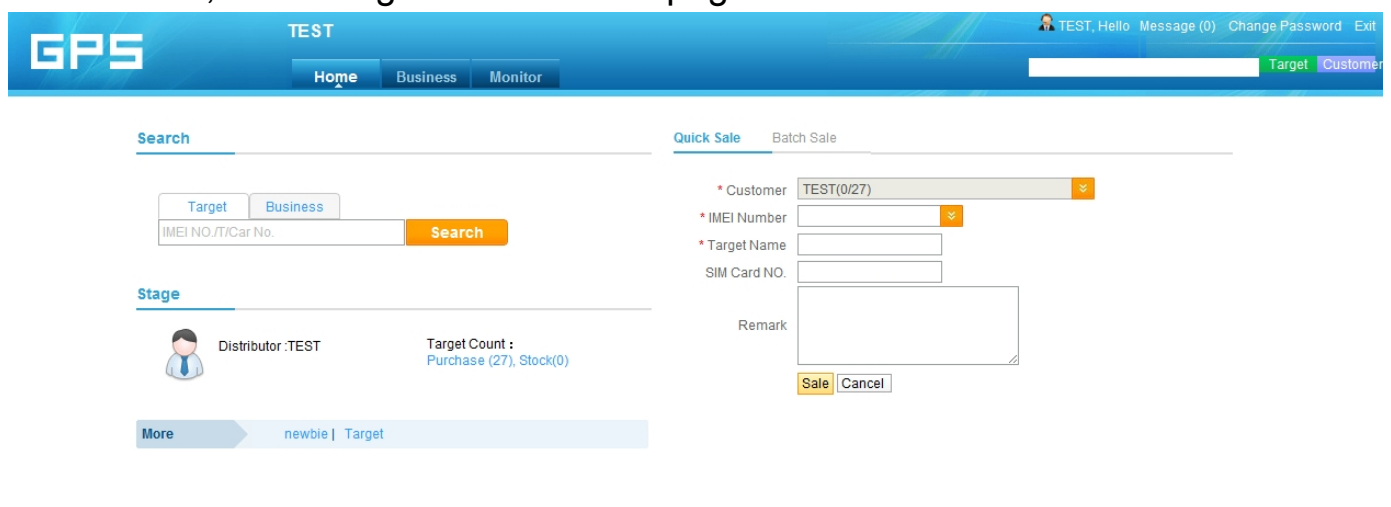 GPS
TEST
TEST, Hello Message (0) Change Password Exit
Home Business Monitor
Target Customer
Search
Target Business
IMEI NO./T/Car No. Search
Stage
Distributor :TEST
Target Count :
Purchase (27), Stock(0)
More newbie | Target
Quick Sale Batch Sale
* Customer TEST(0/27)
* IMEI Number
* Target Name
SIM Card NO.
Remark
Sale Cancel